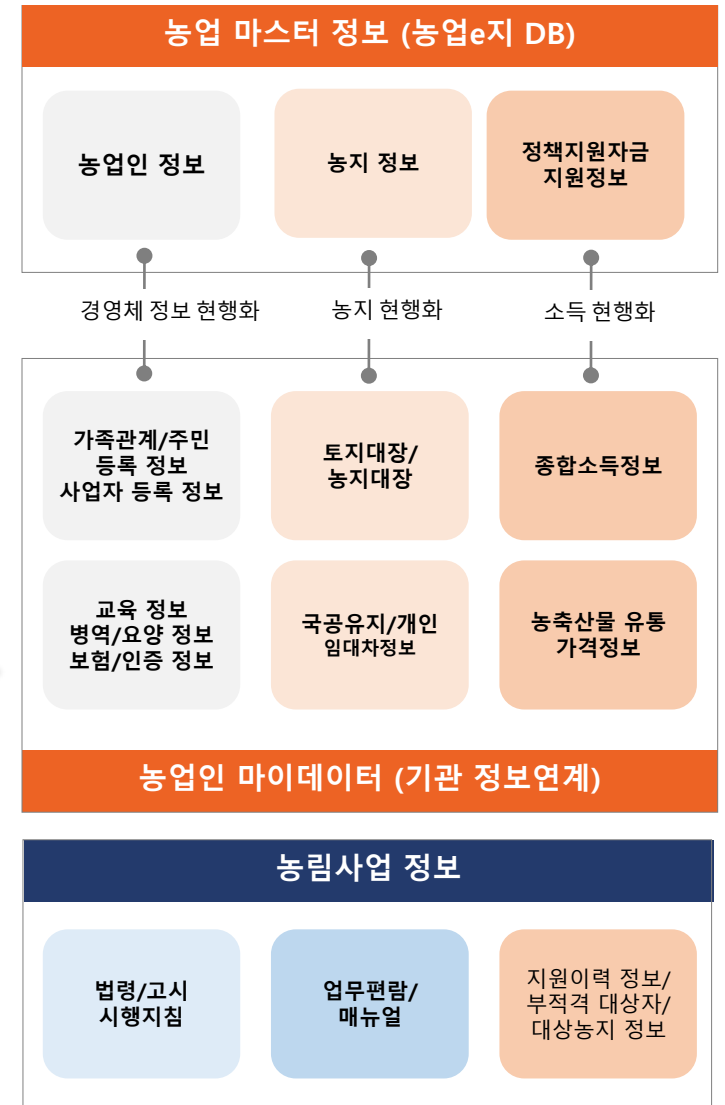 농업 마스터 정보 (농업e지 DB)
농업인 정보
농지 정보
정책지원자금
지원정보
경영체 정보 현행화
농지 현행화
소득 현행화
가족관계/주민
등록 정보
사업자 등록 정보
토지대장/
농지대장
종합소득정보
교육 정보
병역/요양 정보
보험/인증 정보
국공유지/개인
임대차정보
농축산물 유통
가격정보
농업인 마이데이터 (기관 정보연계)
농림사업 정보
법령/고시
시행지침
업무편람/
매뉴얼
지원이력 정보/
부적격 대상자/
대상농지 정보